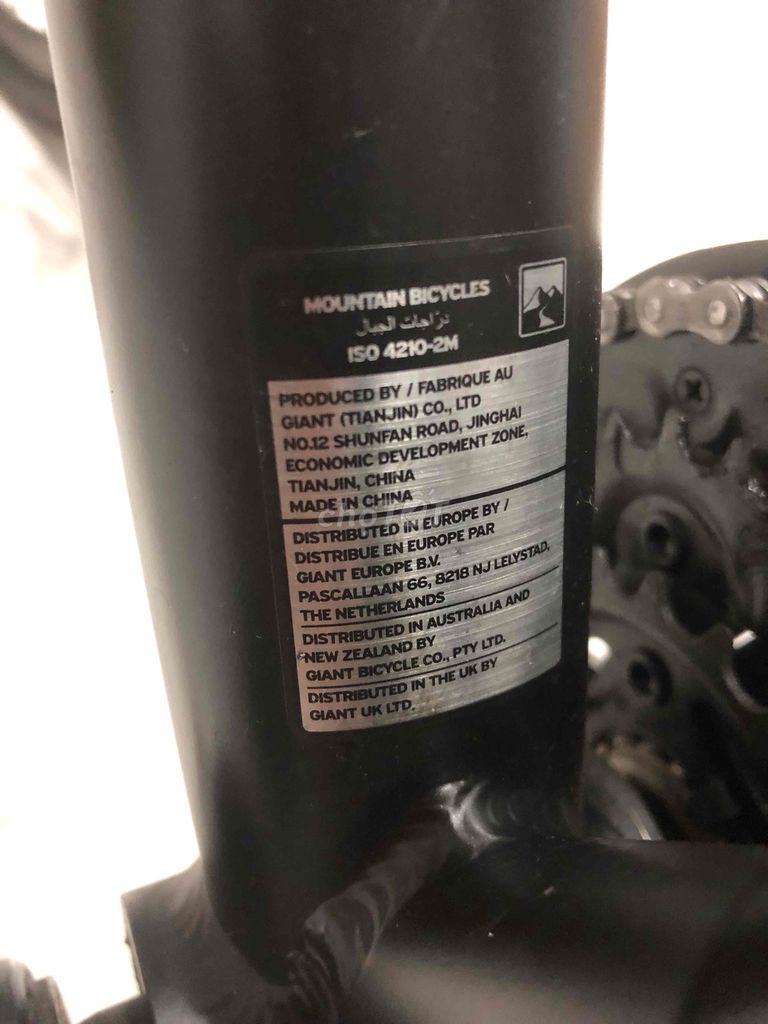 MOUNTAIN BICYCLES
دراجات الجبال
ISO 4210-2M
PRODUCED BY / FABRIQUE AU
GIANT (TIANJIN) CO., LTD
NO.12 SHUNFAN ROAD, JINGHAI
ECONOMIC DEVELOPMENT ZONE,
TIANJIN, CHINA
MADE IN CHINA
DISTRIBUTED IN EUROPE BY /
DISTRIBUE EN EUROPE PAR
GIANT EUROPE B.V.
PASCALLAAN 66, 8218 NJ LELYSTAD,
THE NETHERLANDS
DISTRIBUTED IN AUSTRALIA AND
NEW ZEALAND BY
GIANT BICYCLE CO., PTY LTD.
DISTRIBUTED IN THE UK BY
GIANT UK LTD.